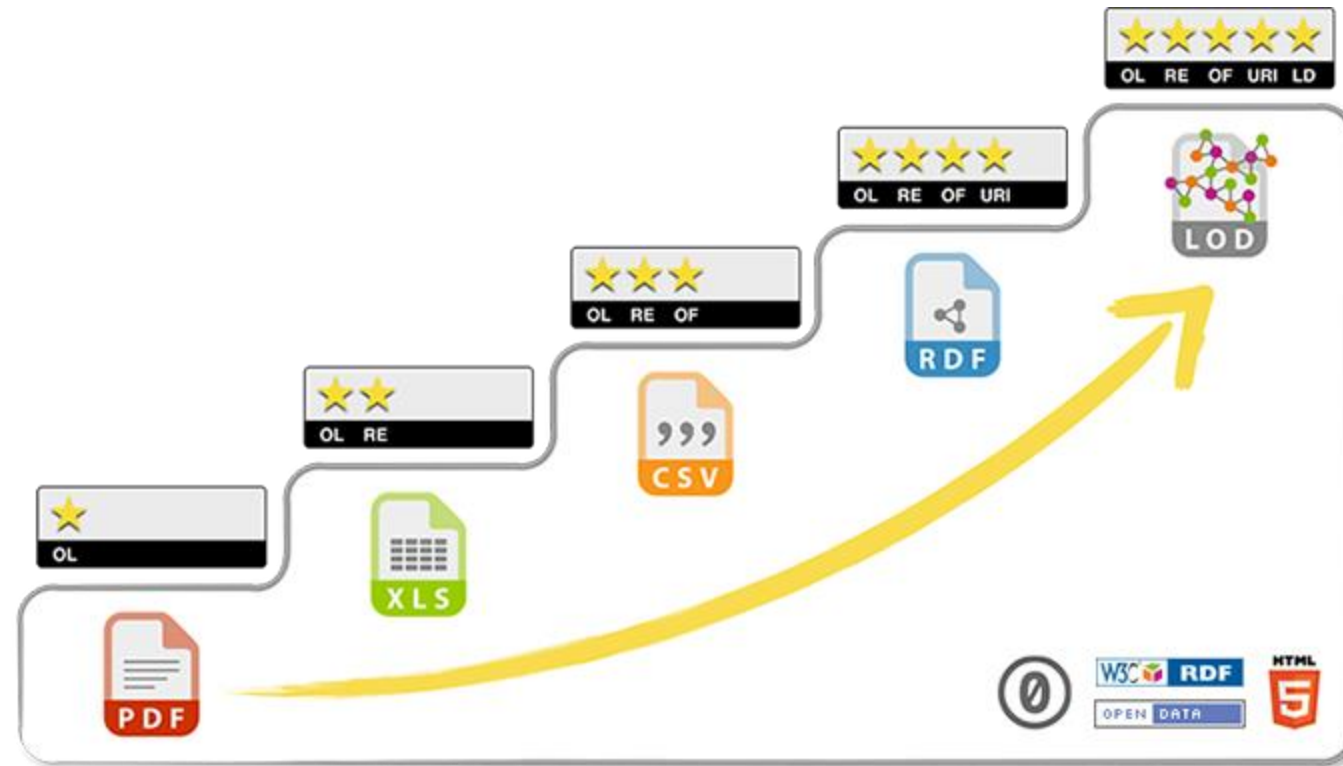 OL RE OF URI LD
OL RE OF URI
LOD
OL RE OF
RDF
OL RE
,,,
CSV
OL
XLS
PDF
0
W3C RDF
OPEN DATA
HTML
5